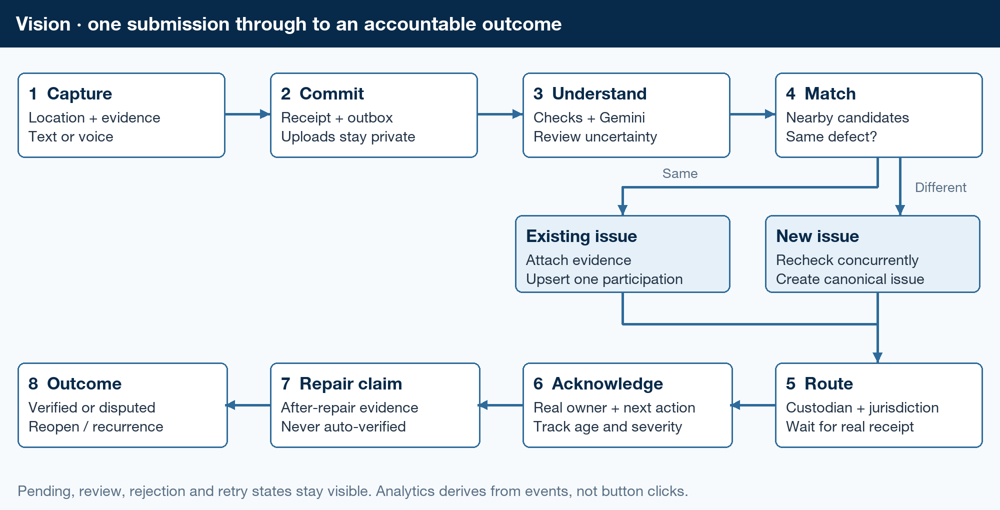 Vision · one submission through to an accountable outcome
1 Capture
Location + evidence
Text or voice
2 Commit
Receipt + outbox
Uploads stay private
3 Understand
Checks + Gemini
Review uncertainty
4 Match
Nearby candidates
Same defect?
Same
Different
Existing issue
Attach evidence
Upsert one participation
New issue
Recheck concurrently
Create canonical issue
5 Route
Custodian + jurisdiction
Wait for real receipt
6 Acknowledge
Real owner + next action
Track age and severity
7 Repair claim
After-repair evidence
Never auto-verified
8 Outcome
Verified or disputed
Reopen / recurrence
Pending, review, rejection and retry states stay visible. Analytics derives from events, not button clicks.